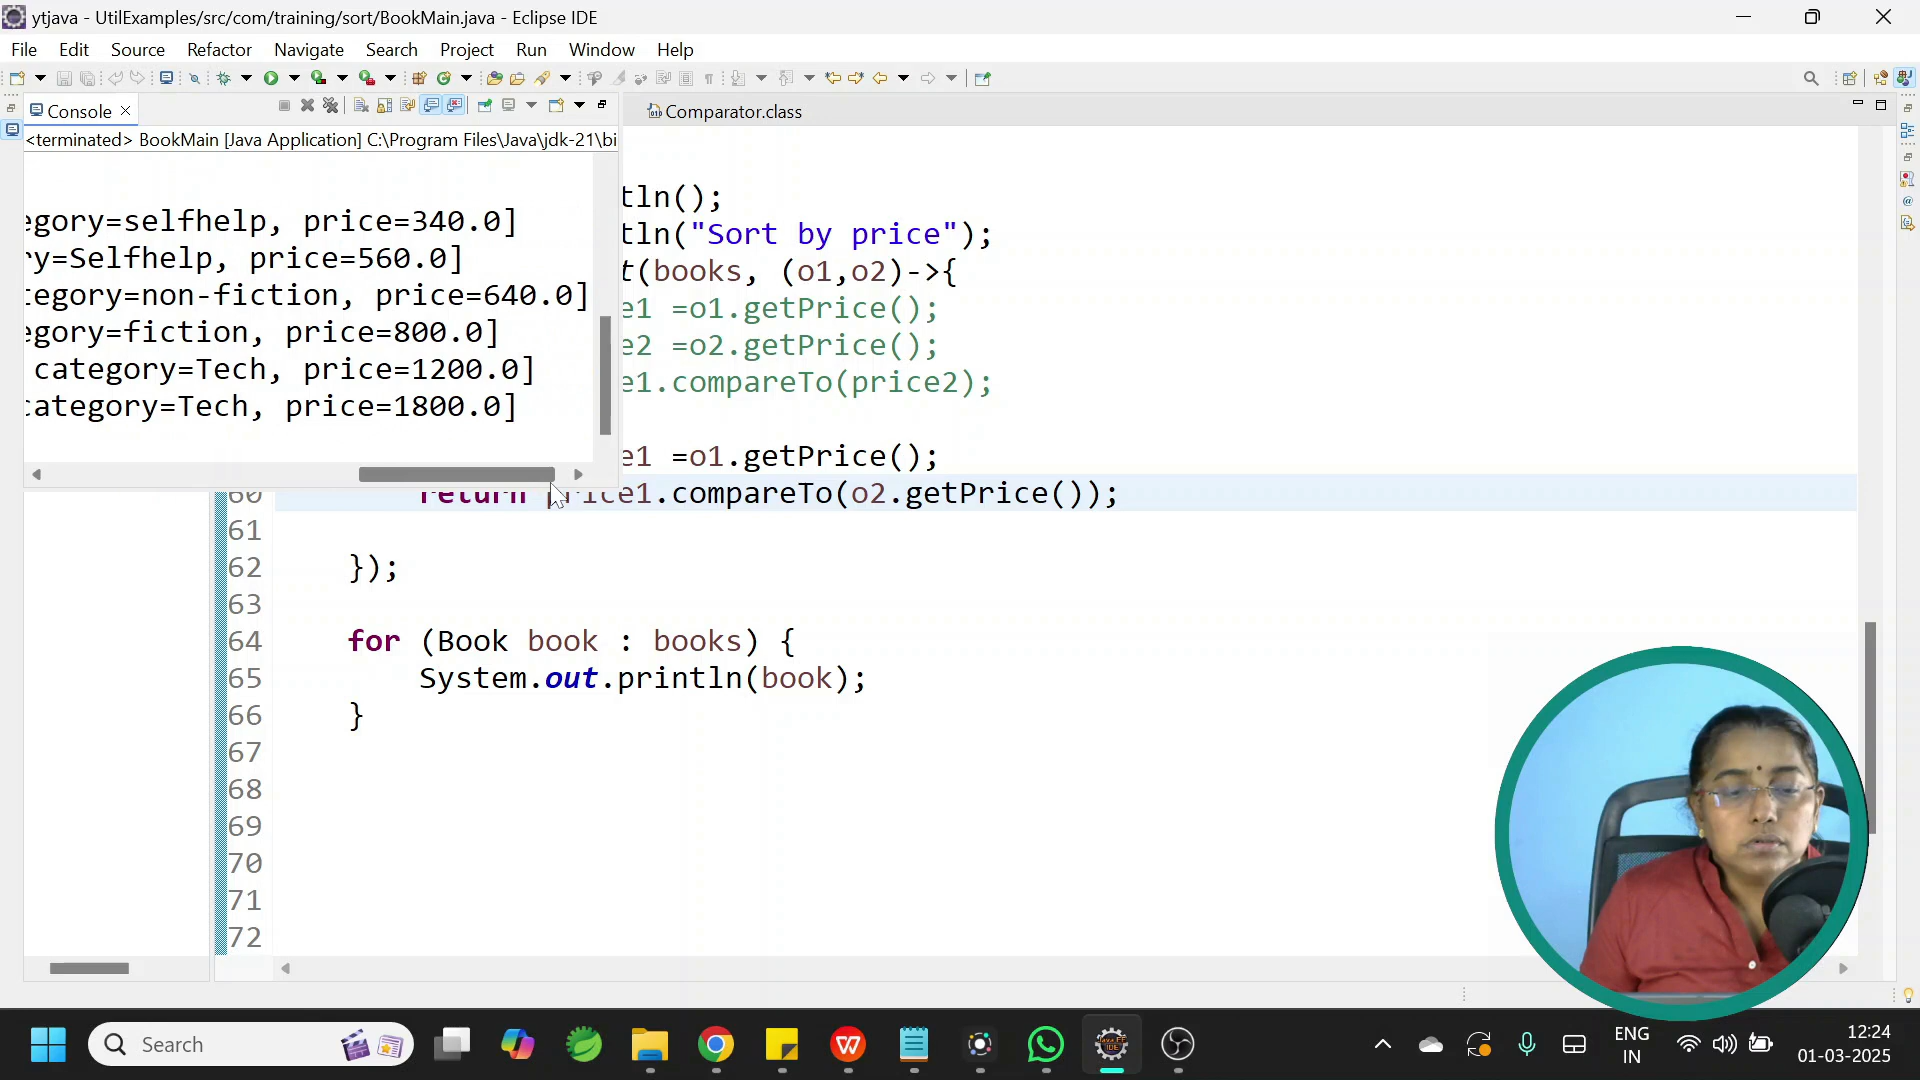 ytjava - UtilExamples/src/com/training/sort/BookMain.java - Eclipse IDE
File Edit Source Refactor Navigate Search Project Run Window Help
Console
Comparator.class
<terminated> BookMain [Java Application] C:\Program Files\Java\jdk-21\bi
egory=selfhelp, price=340.0]
ry=Selfhelp, price=560.0]
tegory=non-fiction, price=640.0]
egory=fiction, price=800.0]
category=Tech, price=1200.0]
category=Tech, price=1800.0]
tln();
tln("Sort by price");
t(books, (o1,o2)->{
e1 =o1.getPrice();
e2 =o2.getPrice();
e1.compareTo(price2);
e1 =o1.getPrice();
60 return price1.compareTo(o2.getPrice());
61
62 });
63
64 for (Book book : books) {
65 System.out.println(book);
66 }
67
68
69
70
71
72
Search
ENG
IN
12:24
01-03-2025